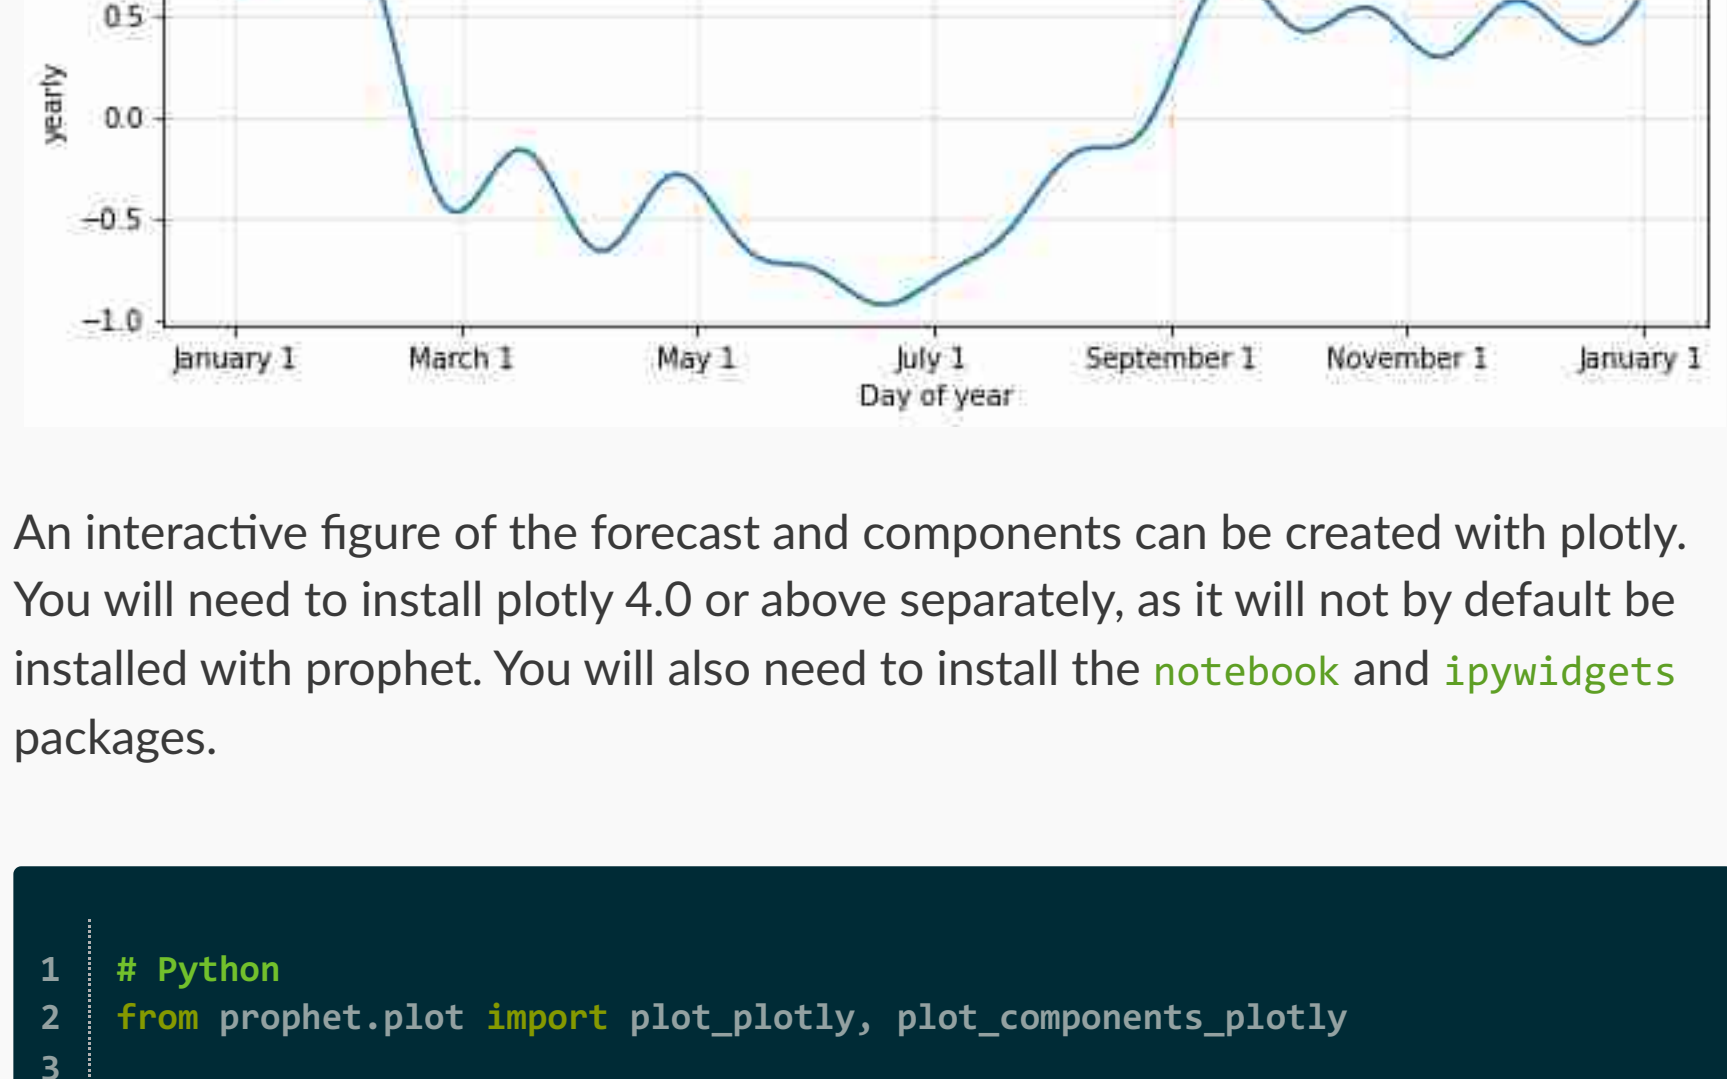 0.5
yearly
0.0
−0.5
−1.0
January 1 March 1 May 1 July 1 September 1 November 1 January 1
Day of year
An interactive figure of the forecast and components can be created with plotly.
You will need to install plotly 4.0 or above separately, as it will not by default be
installed with prophet. You will also need to install the notebook and ipywidgets
packages.
1 # Python
2 from prophet.plot import plot_plotly, plot_components_plotly
3